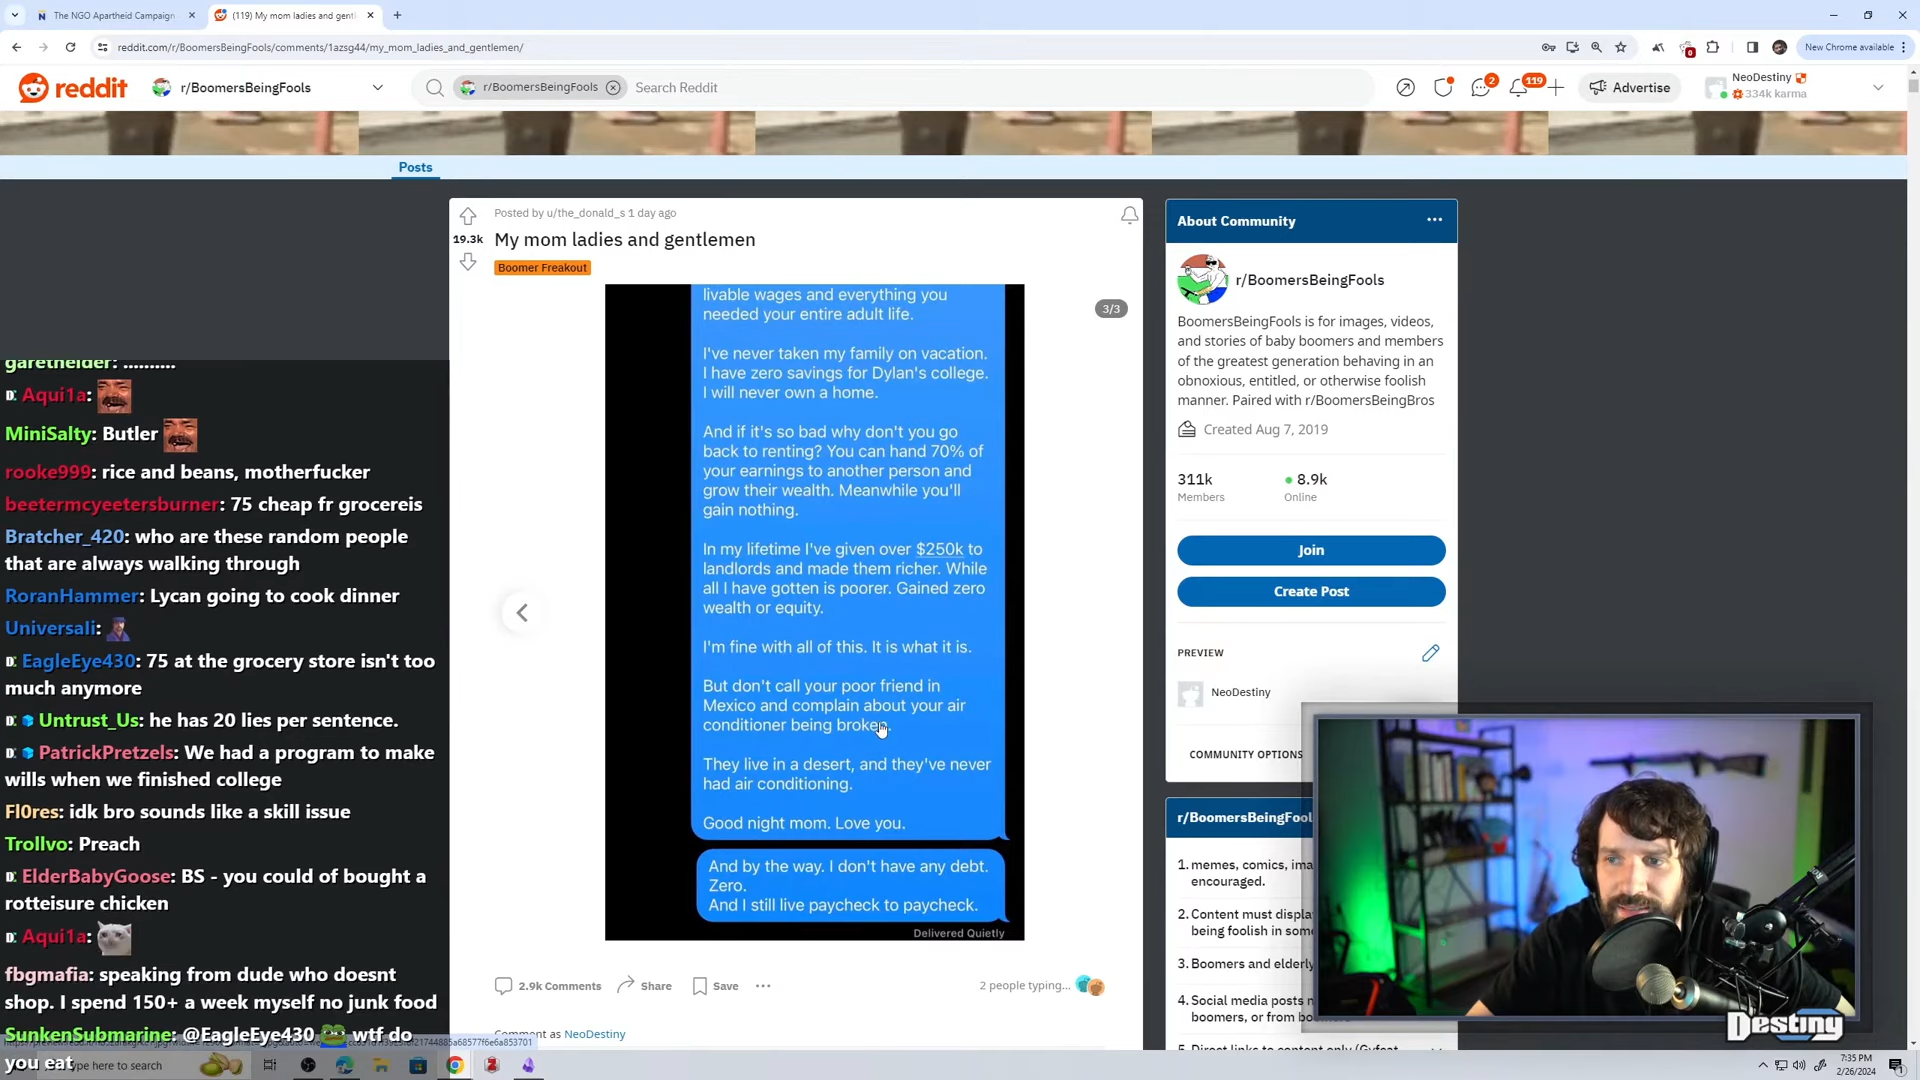 The NGO Apartheid Campaign
(119) My mom ladies and gentl
reddit.com/r/BoomersBeingFools/comments/1azsg44/my_mom_ladies_and_gentlemen/
0
New Chrome available
reddit
r/BoomersBeingFools
r/BoomersBeingFools
Search Reddit
2
119
Advertise
NeoDestiny
334k karma
Posts
Posted by u/the_donald_s 1 day ago
19.3k
My mom ladies and gentlemen
Boomer Freakout
3/3
livable wages and everything you
needed your entire adult life.
I've never taken my family on vacation.
I have zero savings for Dylan's college.
I will never own a home.
And if it's so bad why don't you go
back to renting? You can hand 70% of
your earnings to another person and
grow their wealth. Meanwhile you'll
gain nothing.
In my lifetime I've given over $250k to
landlords and made them richer. While
all I have gotten is poorer. Gained zero
wealth or equity.
I'm fine with all of this. It is what it is.
But don't call your poor friend in
Mexico and complain about your air
conditioner being broken.
They live in a desert, and they've never
had air conditioning.
Good night mom. Love you.
And by the way. I don't have any debt.
Zero.
And I still live paycheck to paycheck.
Delivered Quietly
2.9k Comments
Share
Save
2 people typing...
Comment as NeoDestiny
About Community
r/BoomersBeingFools
BoomersBeingFools is for images, videos,
and stories of baby boomers and members
of the greatest generation behaving in an
obnoxious, entitled, or otherwise foolish
manner. Paired with r/BoomersBeingBros
Created Aug 7, 2019
311k
Members
8.9k
Online
Join
Create Post
PREVIEW
NeoDestiny
COMMUNITY OPTIONS
r/BoomersBeingFool
1. memes, comics, ima
encouraged.
2. Content must displa
being foolish in som
3. Boomers and elderly
4. Social media posts
boomers, or from
5. Direct links to content only (Gyfcat,
garetheider: ..........
Aqui1a:
MiniSalty: Butler
rooke999: rice and beans, motherfucker
beetermcyeetersburner: 75 cheap fr grocereis
Bratcher_420: who are these random people
that are always walking through
RoranHammer: Lycan going to cook dinner
Universali:
EagleEye430: 75 at the grocery store isn't too
much anymore
Untrust_Us: he has 20 lies per sentence.
PatrickPretzels: We had a program to make
wills when we finished college
Fl0res: idk bro sounds like a skill issue
Trollvo: Preach
ElderBabyGoose: BS - you could of bought a
rotteisure chicken
Aqui1a:
fbgmafia: speaking from dude who doesnt
shop. I spend 150+ a week myself no junk food
SunkenSubmarine: @EagleEye430 wtf do
you eat
ype here to search
Destiny
7:35 PM
2/26/2024